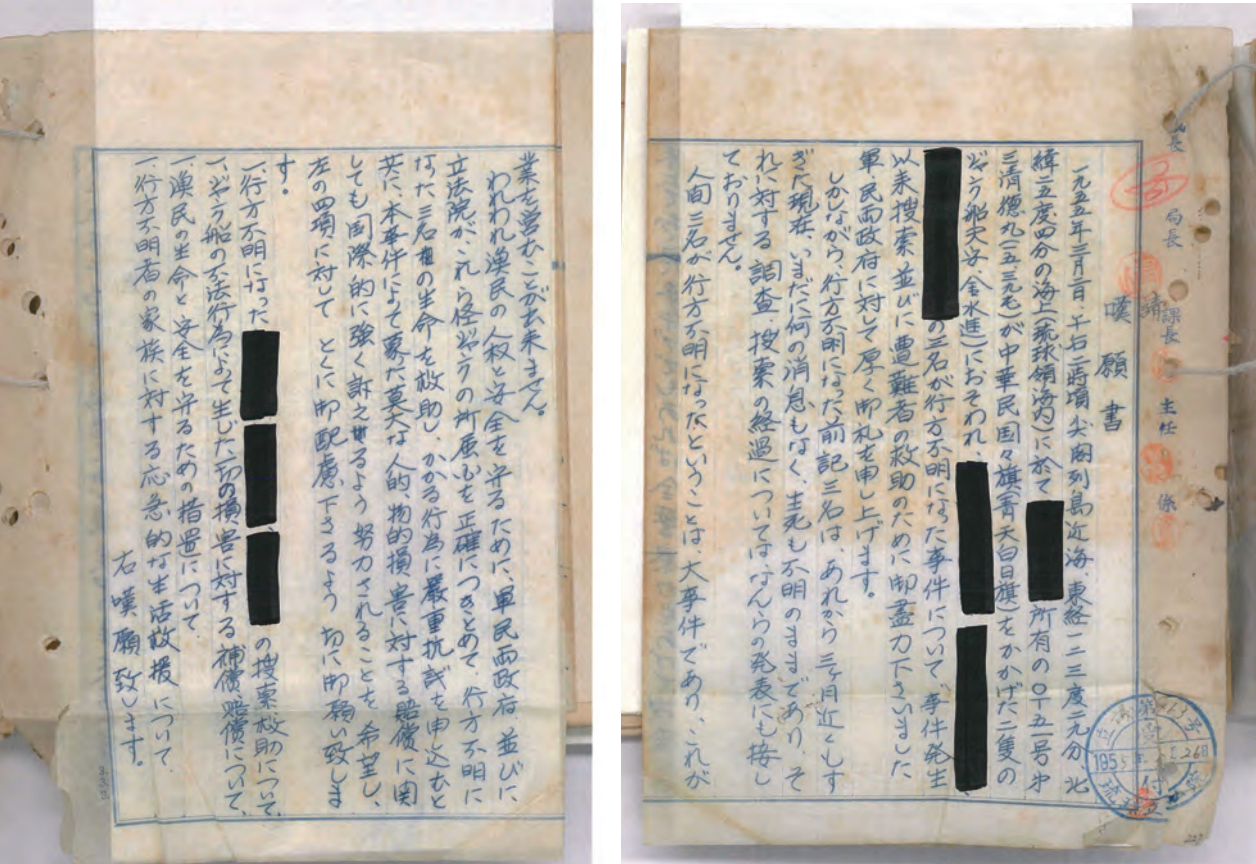 局長
課長
主任
係
嘆願書
一九五五年三月二日、午后二時頃尖閣列島近海、東経一二三度二九分 北
緯二五度四分の海上(琉球領海内)に於て 所有の
三清徳丸(五三九屯)が中華民国々旗(青天白日旗)をかかげた二隻の
ジャンク船
におそわれ、
の三名が行方不明になった事件について、事件発生
以来捜索並びに遭難者の救助のために御盡力下さいました
軍民両政府に対して厚く御礼を申し上げます。
しかしながら行方不明になった前記三名は、あれから三ヶ月近くもす
ぎた現在、いまだに何の消息もなく、生死も不明のままであり、そ
れに対する調査、捜索の経過については、なんらの発表にも接し
ておりません。
人間三名が行方不明になったということは、大事件であり、これが
業を営むことが出来ません。
われわれ漁民の人权と安全を守るために、軍民両政府、並びに
立法院が、これら怪ジャンクの所属を正確につきとめて、行方不明に
なった三名の生命を救助し、かかる行為に厳重抗議を申込むと
共に、本事件によって蒙った莫大な人的、物的損害に対する賠償に関
しても国際的に強く訴えるよう努力されることを希望し、
左の四項に対して とくに御配慮下さるよう 切に御願い致しま
す。
一、行方不明になった の捜索救助について、
一、ジャンク船の不法行為によって生じた一切の損害に対する補償、賠償について、
一、漁民の生命と安全を守るための措置について、
一、行方不明者の家族に対する応急的な生活救援について、
右嘆願致します。
1955